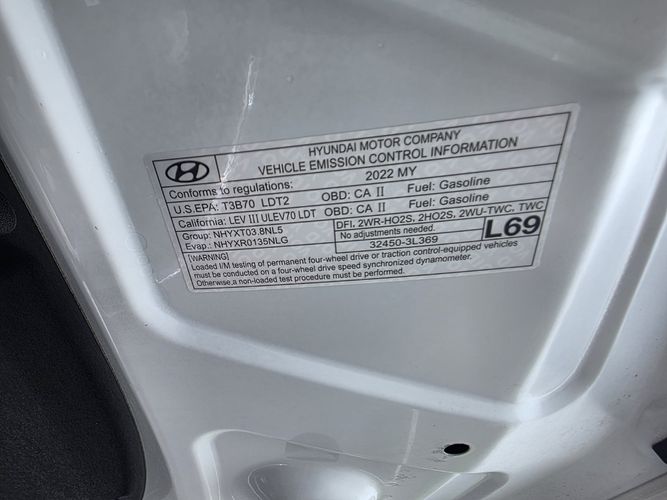 HYUNDAI MOTOR COMPANY
VEHICLE EMISSION CONTROL INFORMATION
Conforms to regulations: 2022 MY
U.S.EPA: T3B70 LDT2 OBD: CA II Fuel: Gasoline
California: LEV III ULEV70 LDT OBD: CA II Fuel: Gasoline
Group: NHYXT03.8NL5
Evap.: NHYXR0135NLG
DFI, 2WR-HO2S, 2HO2S, 2WU-TWC, TWC
No adjustments needed.
32450-3L369
L69
[WARNING]
Loaded I/M testing of permanent four-wheel drive or traction control-equipped vehicles
must be conducted on a four-wheel drive speed synchronized dynamometer.
Otherwise,a non-loaded test procedure must be performed.